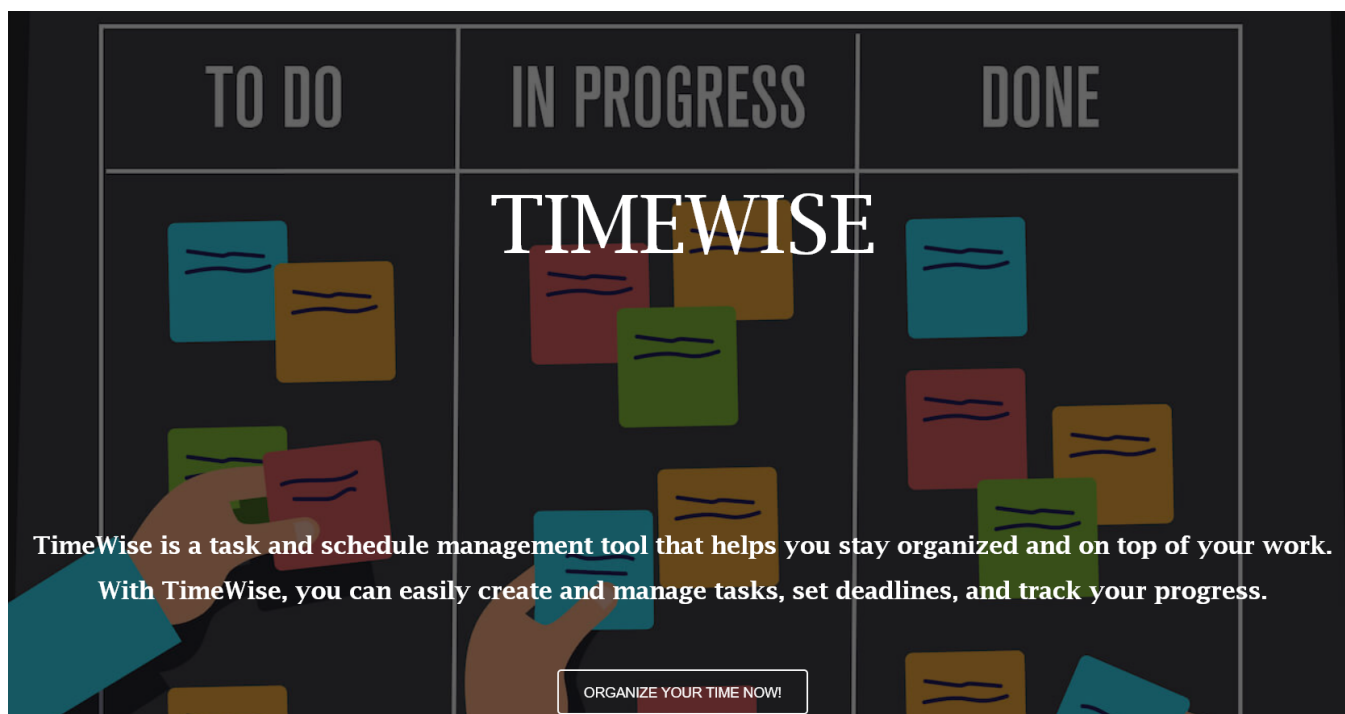 TO DO
IN PROGRESS
DONE
TIMEWISE
TimeWise is a task and schedule management tool that helps you stay organized and on top of your work.
With TimeWise, you can easily create and manage tasks, set deadlines, and track your progress.
ORGANIZE YOUR TIME NOW!